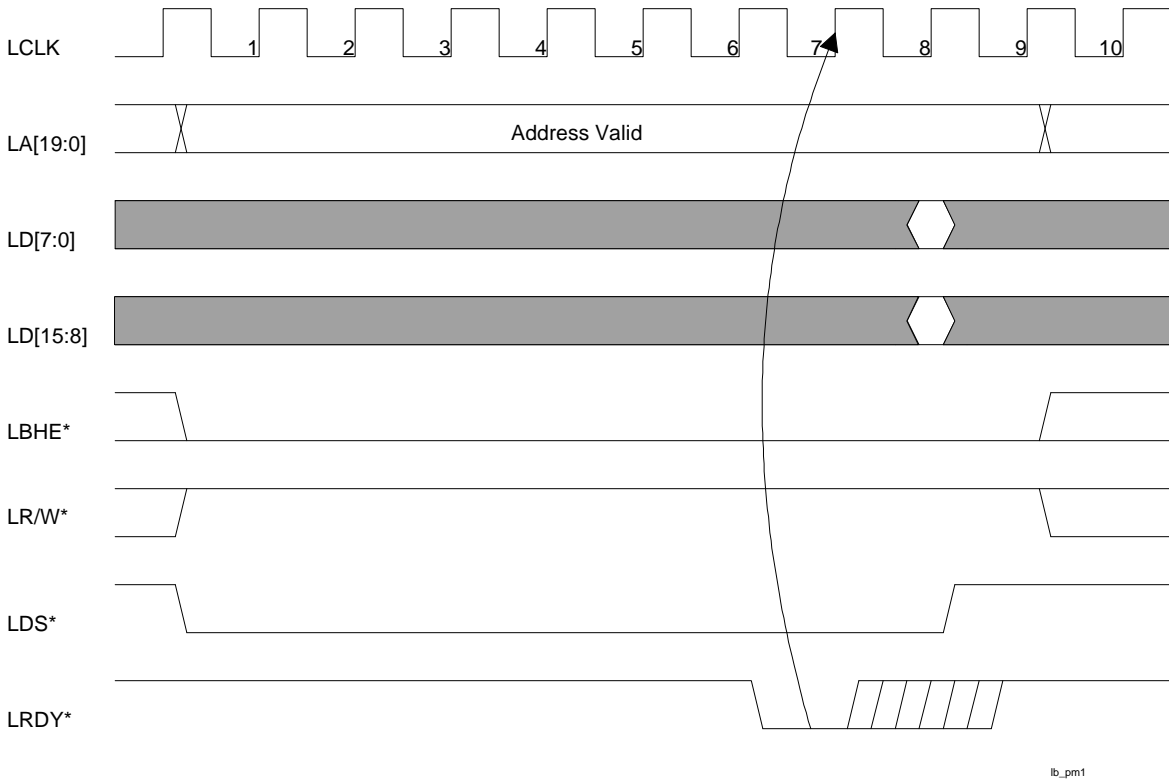 LCLK 1 2 3 4 5 6 7 8 9 10
LA[19:0] Address Valid
LD[7:0]
LD[15:8]
LBHE*
LR/W*
LDS*
LRDY*
lb_pm1